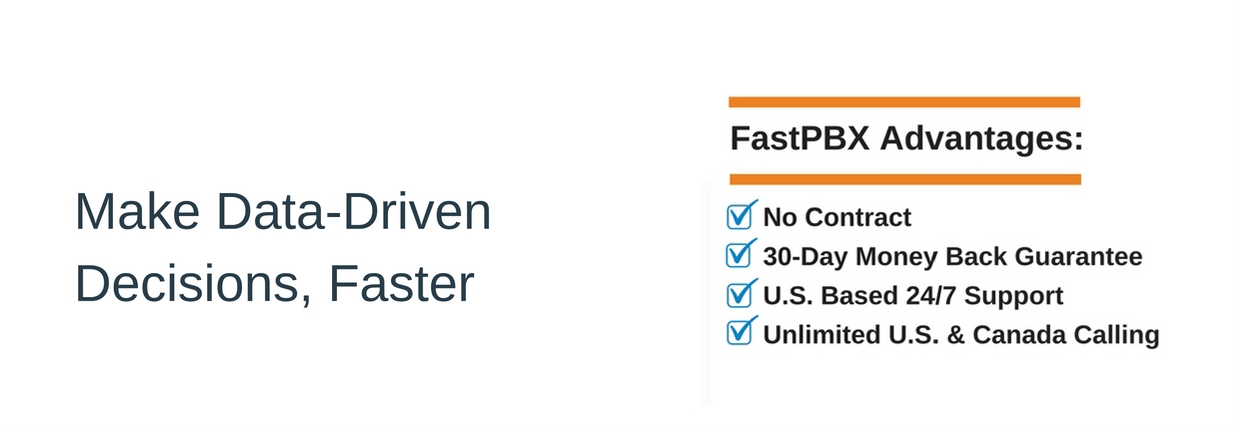 Make Data-Driven
Decisions, Faster
FastPBX Advantages:
No Contract
30-Day Money Back Guarantee
U.S. Based 24/7 Support
Unlimited U.S. & Canada Calling